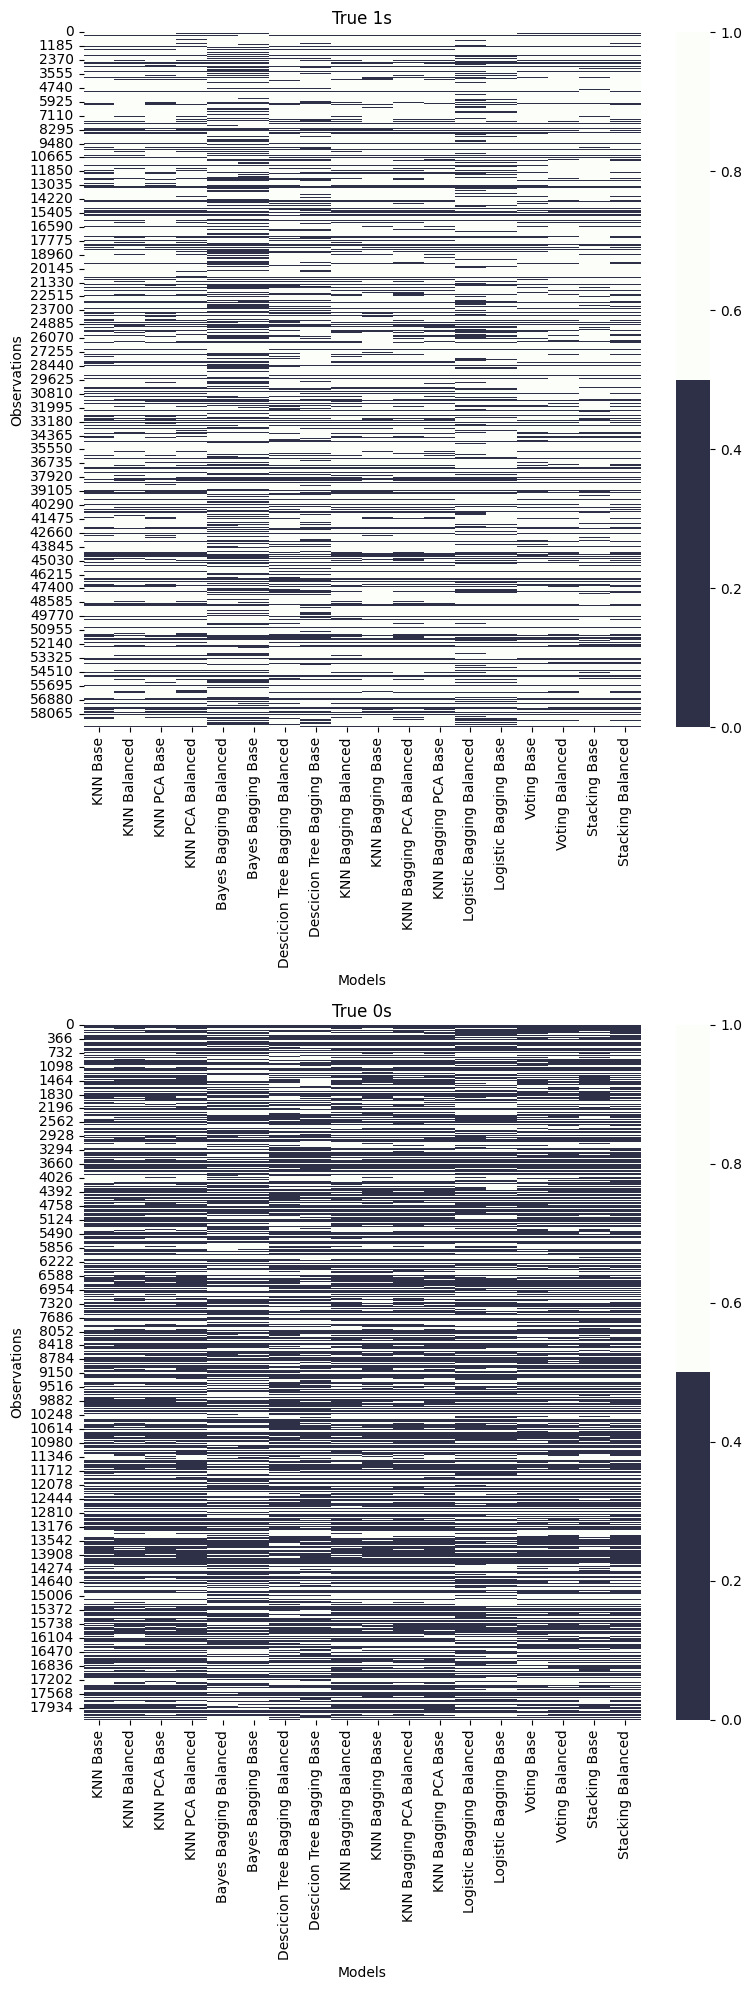 True 1s
0
1185
2370
3555
4740
5925
7110
8295
9480
10665
11850
13035
14220
15405
16590
17775
18960
20145
21330
22515
23700
24885
26070
27255
28440
29625
30810
31995
33180
34365
35550
36735
37920
39105
40290
41475
42660
43845
45030
46215
47400
48585
49770
50955
52140
53325
54510
55695
56880
58065
Observations
KNN Base
KNN Balanced
KNN PCA Base
KNN PCA Balanced
Bayes Bagging Balanced
Bayes Bagging Base
Descicion Tree Bagging Balanced
Descicion Tree Bagging Base
KNN Bagging Balanced
KNN Bagging Base
KNN Bagging PCA Balanced
KNN Bagging PCA Base
Logistic Bagging Balanced
Logistic Bagging Base
Voting Base
Voting Balanced
Stacking Base
Stacking Balanced
Models
1.0
0.8
0.6
0.4
0.2
0.0
True 0s
0
366
732
1098
1464
1830
2196
2562
2928
3294
3660
4026
4392
4758
5124
5490
5856
6222
6588
6954
7320
7686
8052
8418
8784
9150
9516
9882
10248
10614
10980
11346
11712
12078
12444
12810
13176
13542
13908
14274
14640
15006
15372
15738
16104
16470
16836
17202
17568
17934
Observations
KNN Base
KNN Balanced
KNN PCA Base
KNN PCA Balanced
Bayes Bagging Balanced
Bayes Bagging Base
Descicion Tree Bagging Balanced
Descicion Tree Bagging Base
KNN Bagging Balanced
KNN Bagging Base
KNN Bagging PCA Balanced
KNN Bagging PCA Base
Logistic Bagging Balanced
Logistic Bagging Base
Voting Base
Voting Balanced
Stacking Base
Stacking Balanced
Models
1.0
0.8
0.6
0.4
0.2
0.0